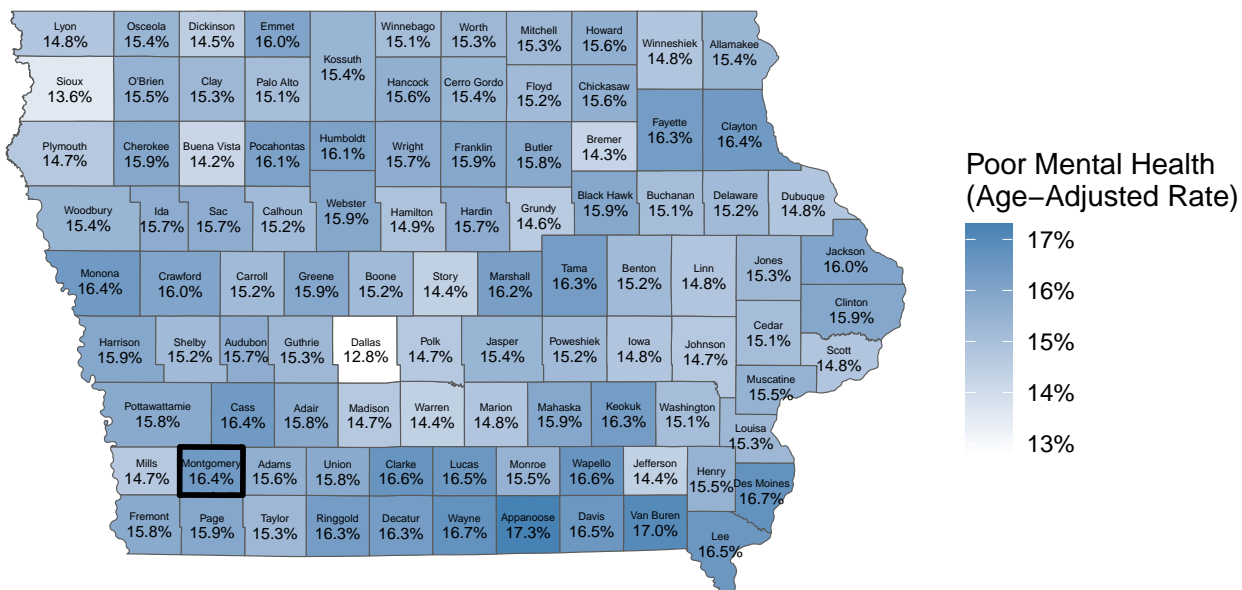 Lyon
14.8%
Osceola
15.4%
Dickinson
14.5%
Emmet
16.0%
Kossuth
15.4%
Winnebago
15.1%
Worth
15.3%
Mitchell
15.3%
Howard
15.6%
Winneshiek
14.8%
Allamakee
15.4%
Sioux
13.6%
O'Brien
15.5%
Clay
15.3%
Palo Alto
15.1%
Hancock
15.6%
Cerro Gordo
15.4%
Floyd
15.2%
Chickasaw
15.6%
Fayette
16.3%
Clayton
16.4%
Plymouth
14.7%
Cherokee
15.9%
Buena Vista
14.2%
Pocahontas
16.1%
Humboldt
16.1%
Wright
15.7%
Franklin
15.9%
Butler
15.8%
Bremer
14.3%
Woodbury
15.4%
Ida
15.7%
Sac
15.7%
Calhoun
15.2%
Webster
15.9%
Hamilton
14.9%
Hardin
15.7%
Grundy
14.6%
Black Hawk
15.9%
Buchanan
15.1%
Delaware
15.2%
Dubuque
14.8%
Monona
16.4%
Crawford
16.0%
Carroll
15.2%
Greene
15.9%
Boone
15.2%
Story
14.4%
Marshall
16.2%
Tama
16.3%
Benton
15.2%
Linn
14.8%
Jones
15.3%
Jackson
16.0%
Clinton
15.9%
Harrison
15.9%
Shelby
15.2%
Audubon
15.7%
Guthrie
15.3%
Dallas
12.8%
Polk
14.7%
Jasper
15.4%
Poweshiek
15.2%
Iowa
14.8%
Johnson
14.7%
Cedar
15.1%
Scott
14.8%
Muscatine
15.5%
Pottawattamie
15.8%
Cass
16.4%
Adair
15.8%
Madison
14.7%
Warren
14.4%
Marion
14.8%
Mahaska
15.9%
Keokuk
16.3%
Washington
15.1%
Louisa
15.3%
Mills
14.7%
Montgomery
16.4%
Adams
15.6%
Union
15.8%
Clarke
16.6%
Lucas
16.5%
Monroe
15.5%
Wapello
16.6%
Jefferson
14.4%
Henry
15.5%
Des Moines
16.7%
Fremont
15.8%
Page
15.9%
Taylor
15.3%
Ringgold
16.3%
Decatur
16.3%
Wayne
16.7%
Appanoose
17.3%
Davis
16.5%
Van Buren
17.0%
Lee
16.5%
Poor Mental Health
(Age−Adjusted Rate)
17%
16%
15%
14%
13%